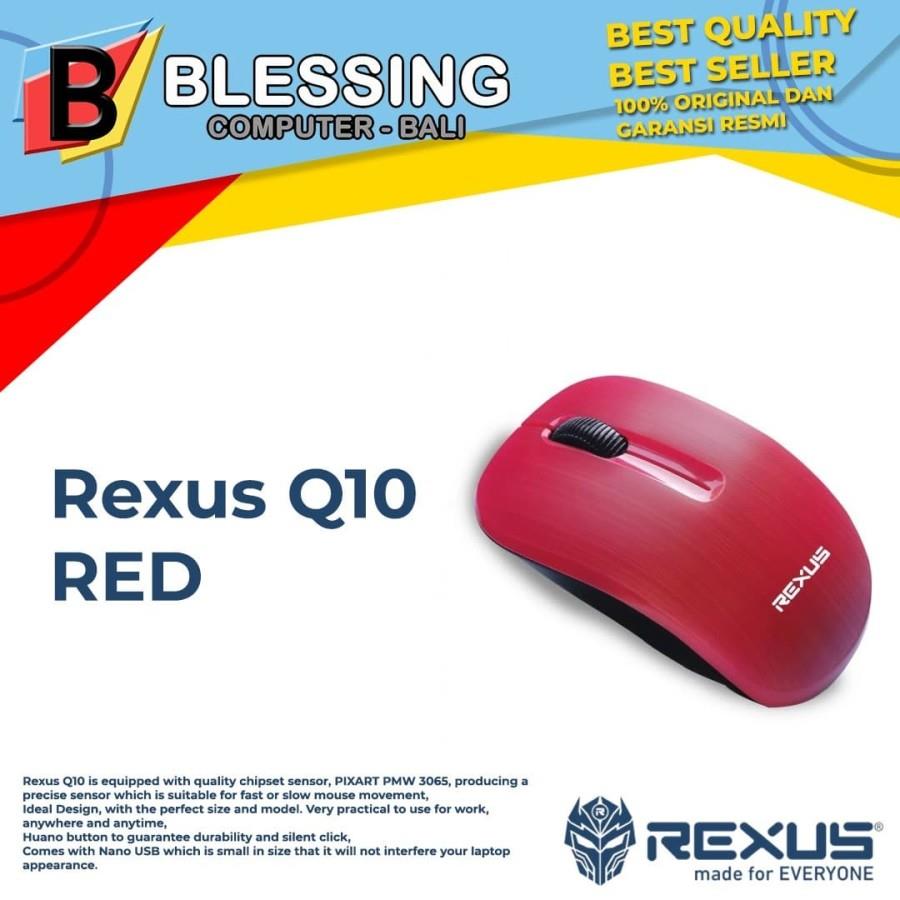 B BLESSING
COMPUTER - BALI
BEST QUALITY
BEST SELLER
100% ORIGINAL DAN
GARANSI RESMI
Rexus Q10
RED
REXUS
Rexus Q10 is equipped with quality chipset sensor, PIXART PMW 3065, producing a
precise sensor which is suitable for fast or slow mouse movement,
Ideal Design, with the perfect size and model. Very practical to use for work,
anywhere and anytime,
Huano button to guarantee durability and silent click,
Comes with Nano USB which is small in size that it will not interfere your laptop
appearance.
R
REXUS®
made for EVERYONE